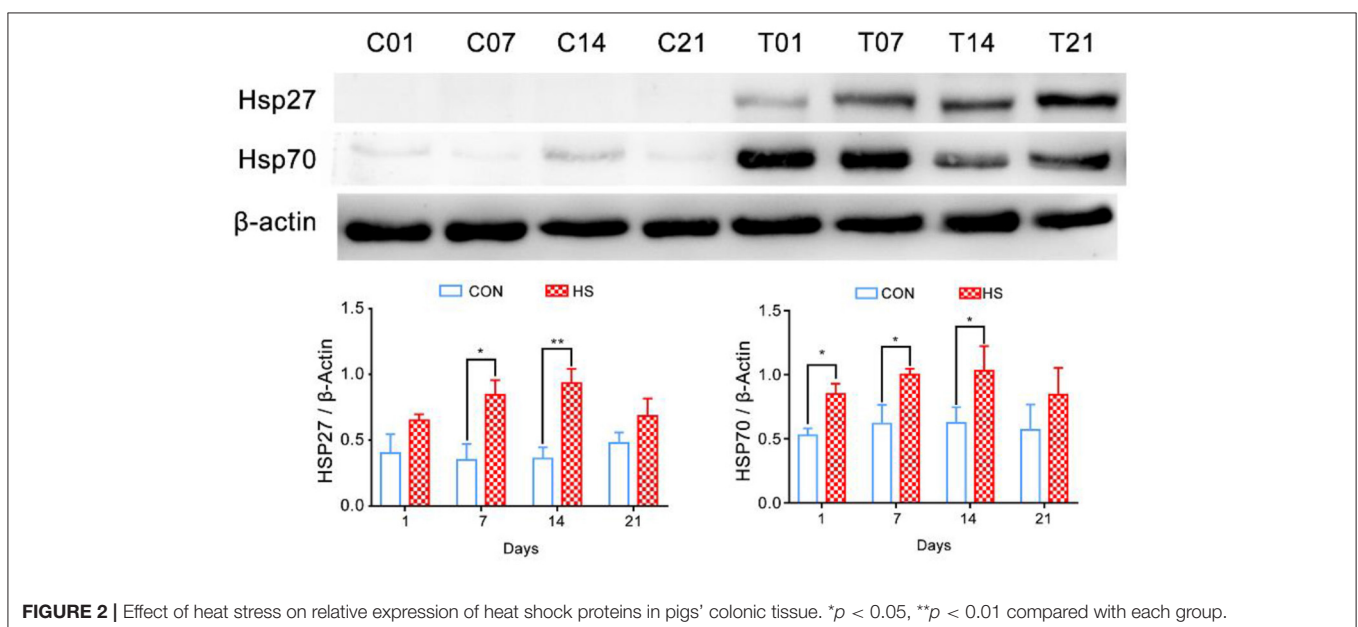 C01 C07 C14 C21 T01 T07 T14 T21
Hsp27
Hsp70
β-actin
CON HS
HSP27 / β-Actin
1.5
1.0
0.5
0.0
* **
1 7 14 21
Days
CON HS
HSP70 / β-Actin
1.5
1.0
0.5
0.0
* * *
1 7 14 21
Days
FIGURE 2 | Effect of heat stress on relative expression of heat shock proteins in pigs' colonic tissue. *p < 0.05, **p < 0.01 compared with each group.